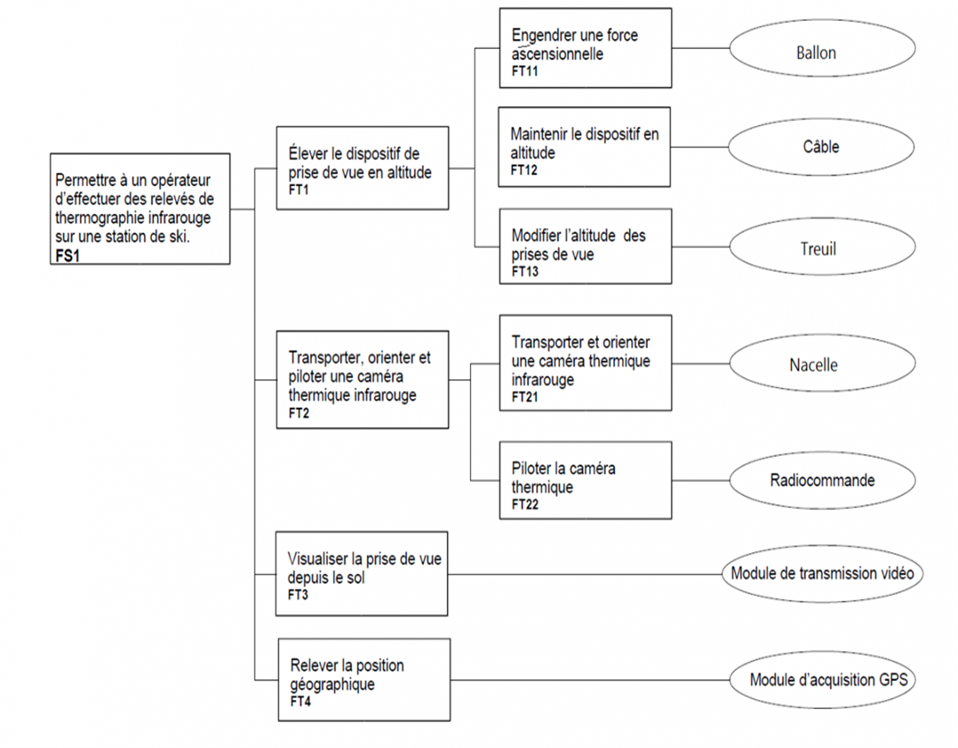 Permettre à un opérateur
d'effectuer des relevés de
thermographie infrarouge
sur une station de ski.
FS1
Élever le dispositif de
prise de vue en altitude
FT1
Engendrer une force
ascensionnelle
FT11
Ballon
Maintenir le dispositif en
altitude
FT12
Câble
Modifier l'altitude des
prises de vue
FT13
Treuil
Transporter, orienter et
piloter une caméra
thermique infrarouge
FT2
Transporter et orienter
une caméra thermique
infrarouge
FT21
Nacelle
Piloter la caméra
thermique
FT22
Radiocommande
Visualiser la prise de vue
depuis le sol
FT3
Module de transmission vidéo
Relever la position
géographique
FT4
Module d'acquisition GPS